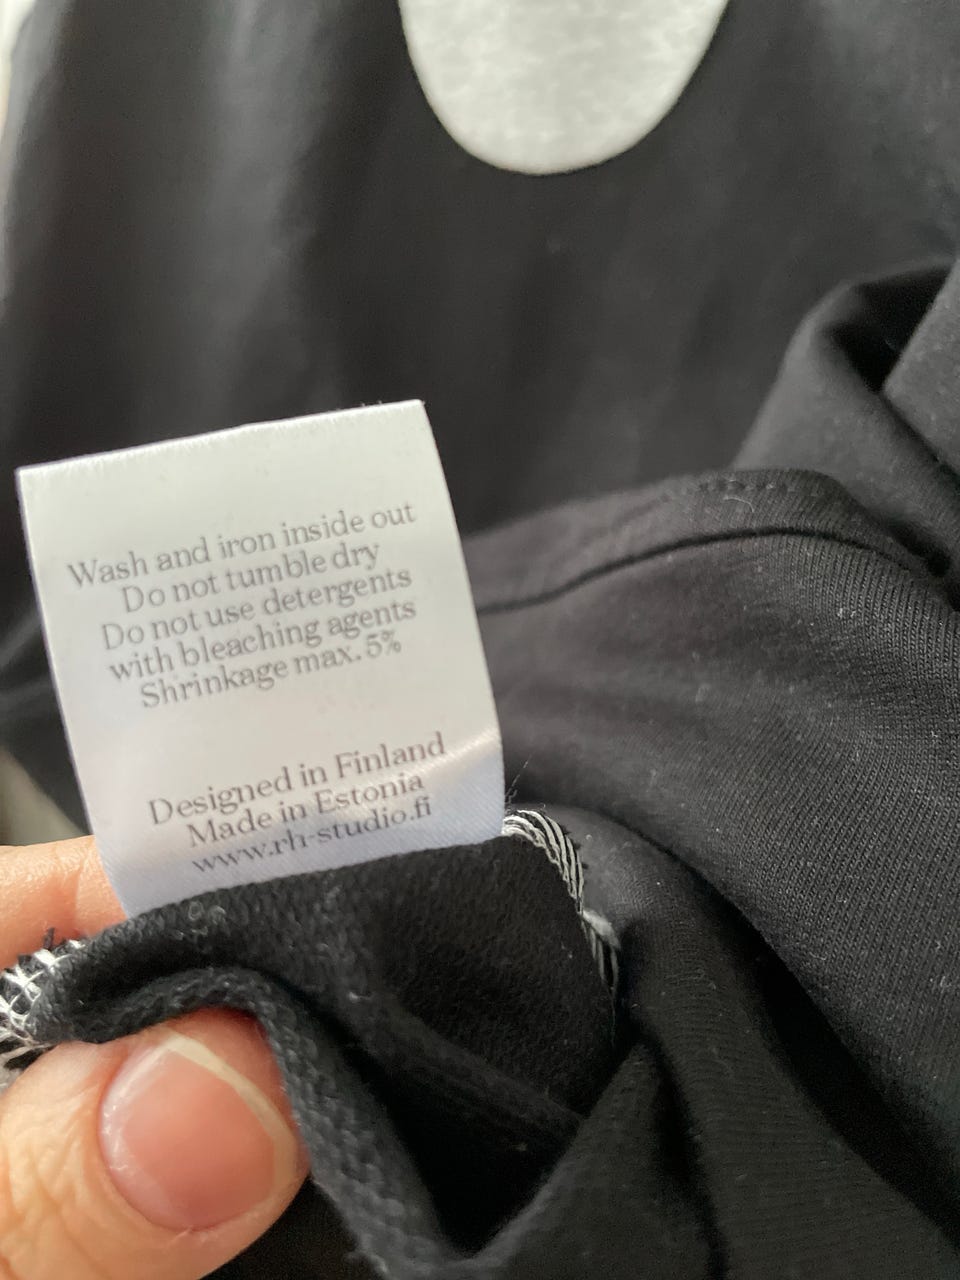 Wash and iron inside out
Do not tumble dry
Do not use detergents
with bleaching agents
Shrinkage max. 5%
Designed in Finland
Made in Estonia
www.rh-studio.fi